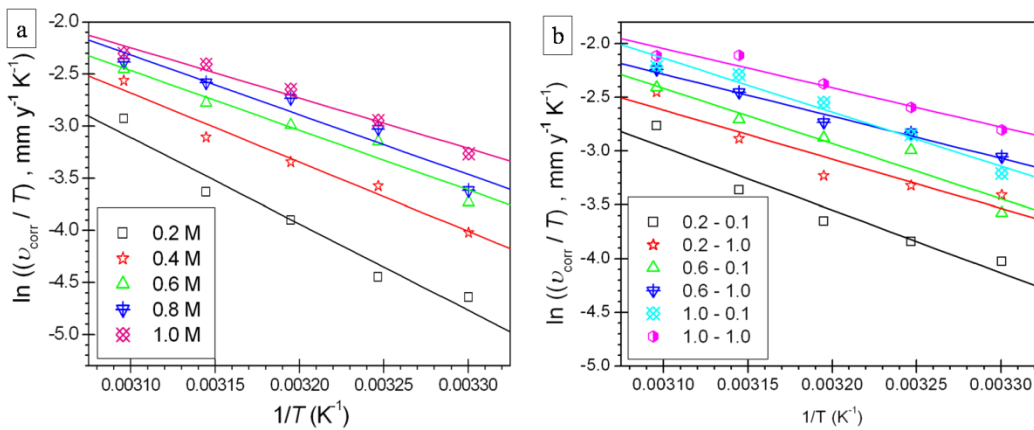 a
-2.0
-2.5
-3.0
-3.5
-4.0
-4.5
-5.0
ln ((υcorr / T) , mm y-1 K-1)
0.2 M
0.4 M
0.6 M
0.8 M
1.0 M
0.00310 0.00315 0.00320 0.00325 0.00330
1/T (K-1)
b
-2.0
-2.5
-3.0
-3.5
-4.0
-4.5
-5.0
ln ((υcorr / T) , mm y-1 K-1)
0.2 - 0.1
0.2 - 1.0
0.6 - 0.1
0.6 - 1.0
1.0 - 0.1
1.0 - 1.0
0.00310 0.00315 0.00320 0.00325 0.00330
1/T (K-1)